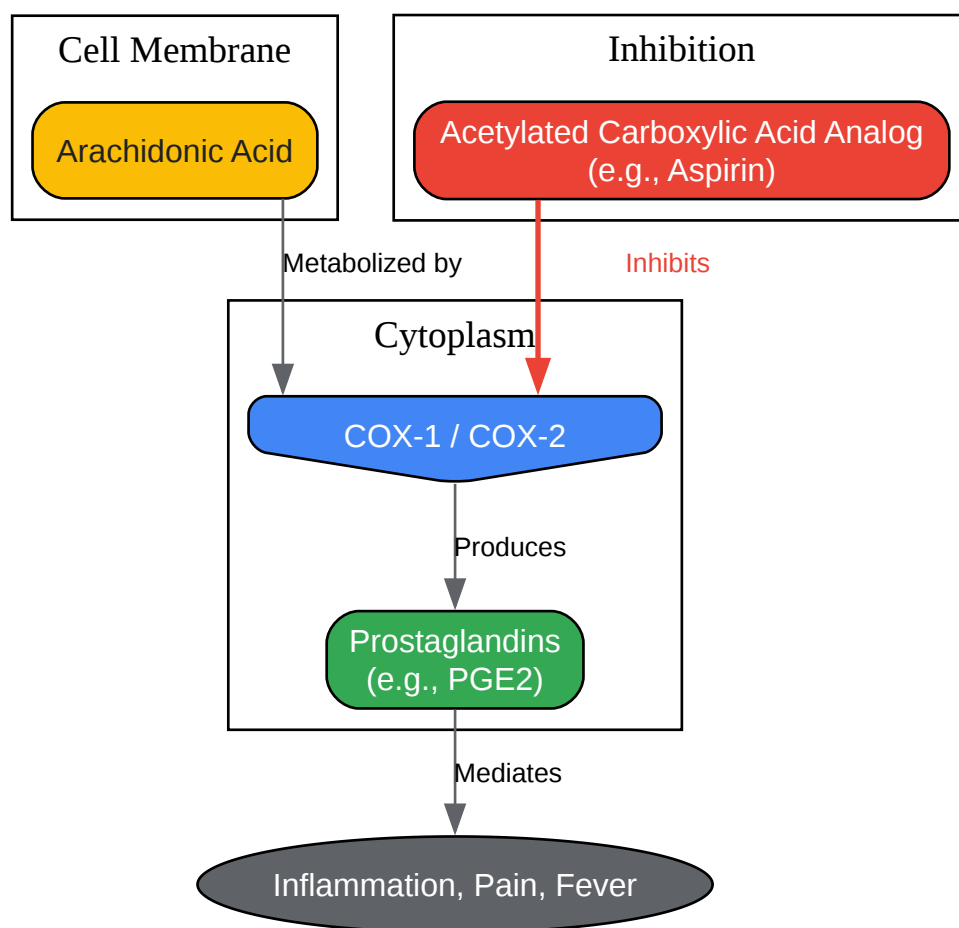 Cell Membrane
Inhibition
Arachidonic Acid
Acetylated Carboxylic Acid Analog
(e.g., Aspirin)
Metabolized by
Inhibits
Cytoplasm
COX-1 / COX-2
Produces
Prostaglandins
(e.g., PGE2)
Mediates
Inflammation, Pain, Fever